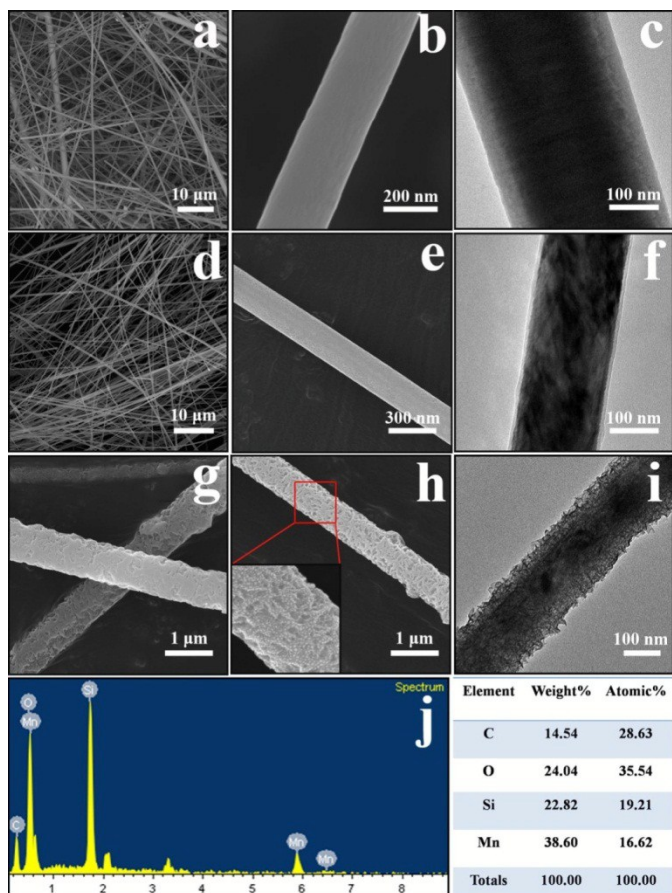 a
10 µm
b
200 nm
c
100 nm
d
10 µm
e
300 nm
f
100 nm
g
1 µm
h
1 µm
i
100 nm
j
Spectrum
C
O
Mn
Si
Mn
Mn
1 2 3 4 5 6 7 8
Element Weight% Atomic%
C 14.54 28.63
O 24.04 35.54
Si 22.82 19.21
Mn 38.60 16.62
Totals 100.00 100.00